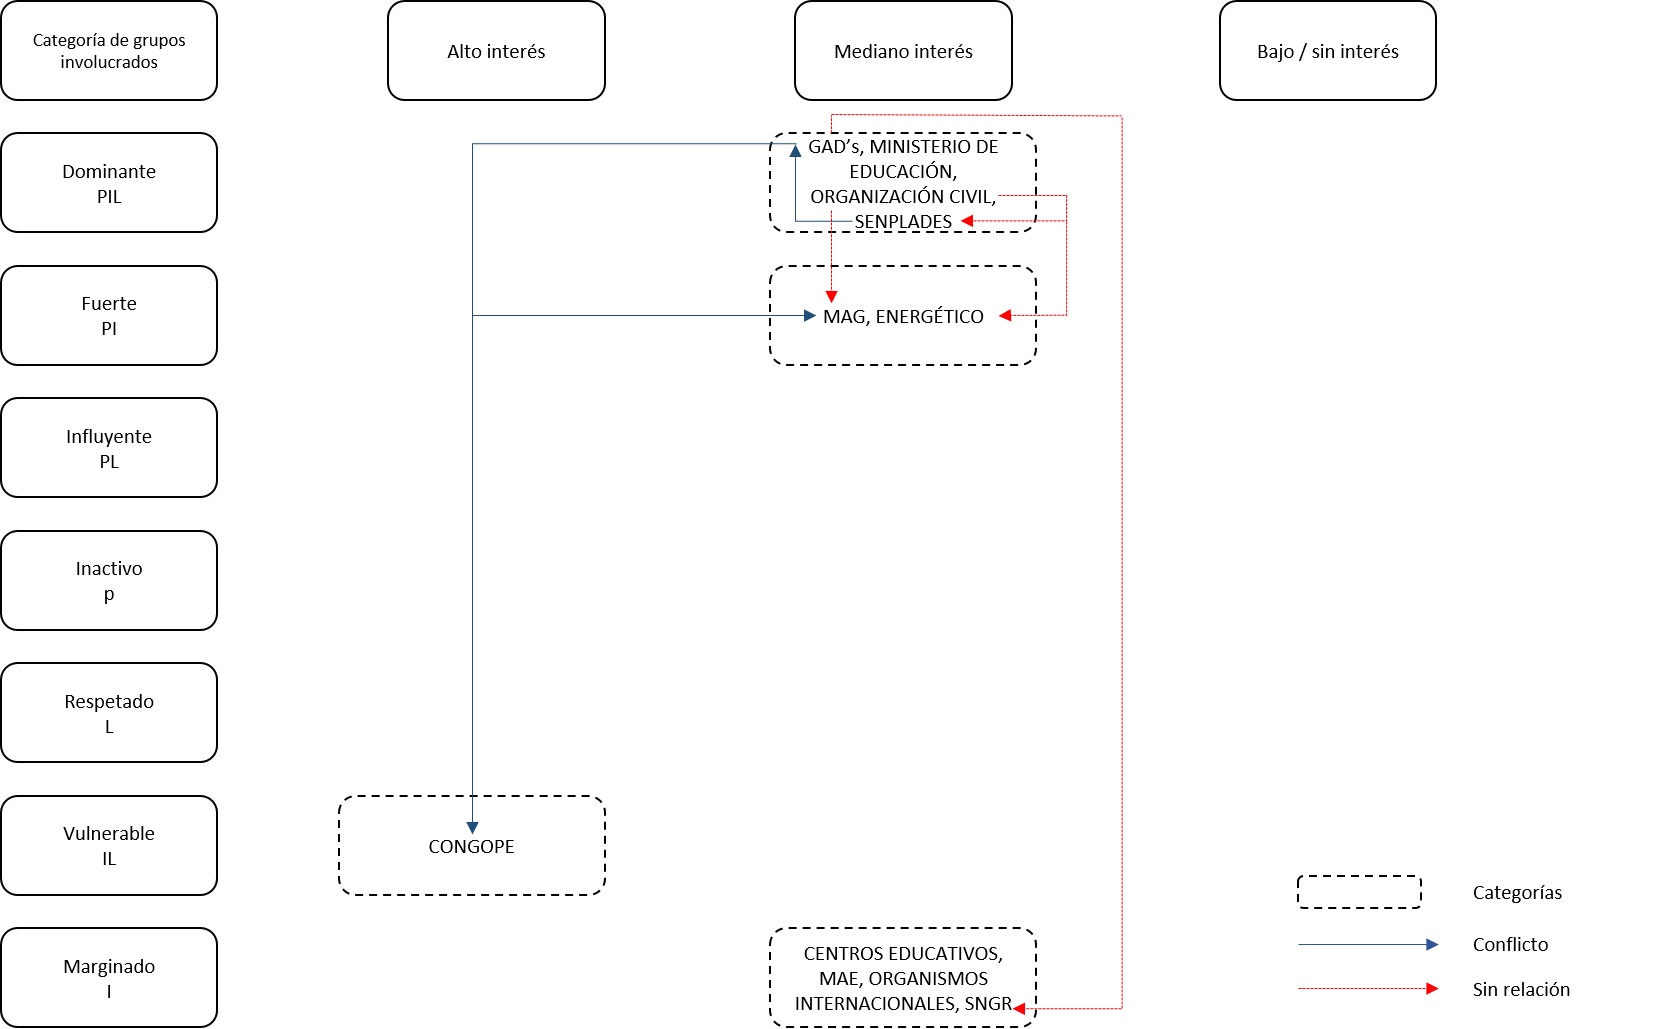 Categoría de grupos
involucrados
Alto interés
Mediano interés
Bajo / sin interés
Dominante
PIL
GAD's, MINISTERIO DE
EDUCACIÓN,
ORGANIZACIÓN CIVIL,
SENPLADES
Fuerte
PI
MAG, ENERGÉTICO
Influyente
PL
Inactivo
p
Respetado
L
Vulnerable
IL
CONGOPE
Marginado
I
CENTROS EDUCATIVOS,
MAE, ORGANISMOS
INTERNACIONALES, SNGR
Categorías
Conflicto
Sin relación